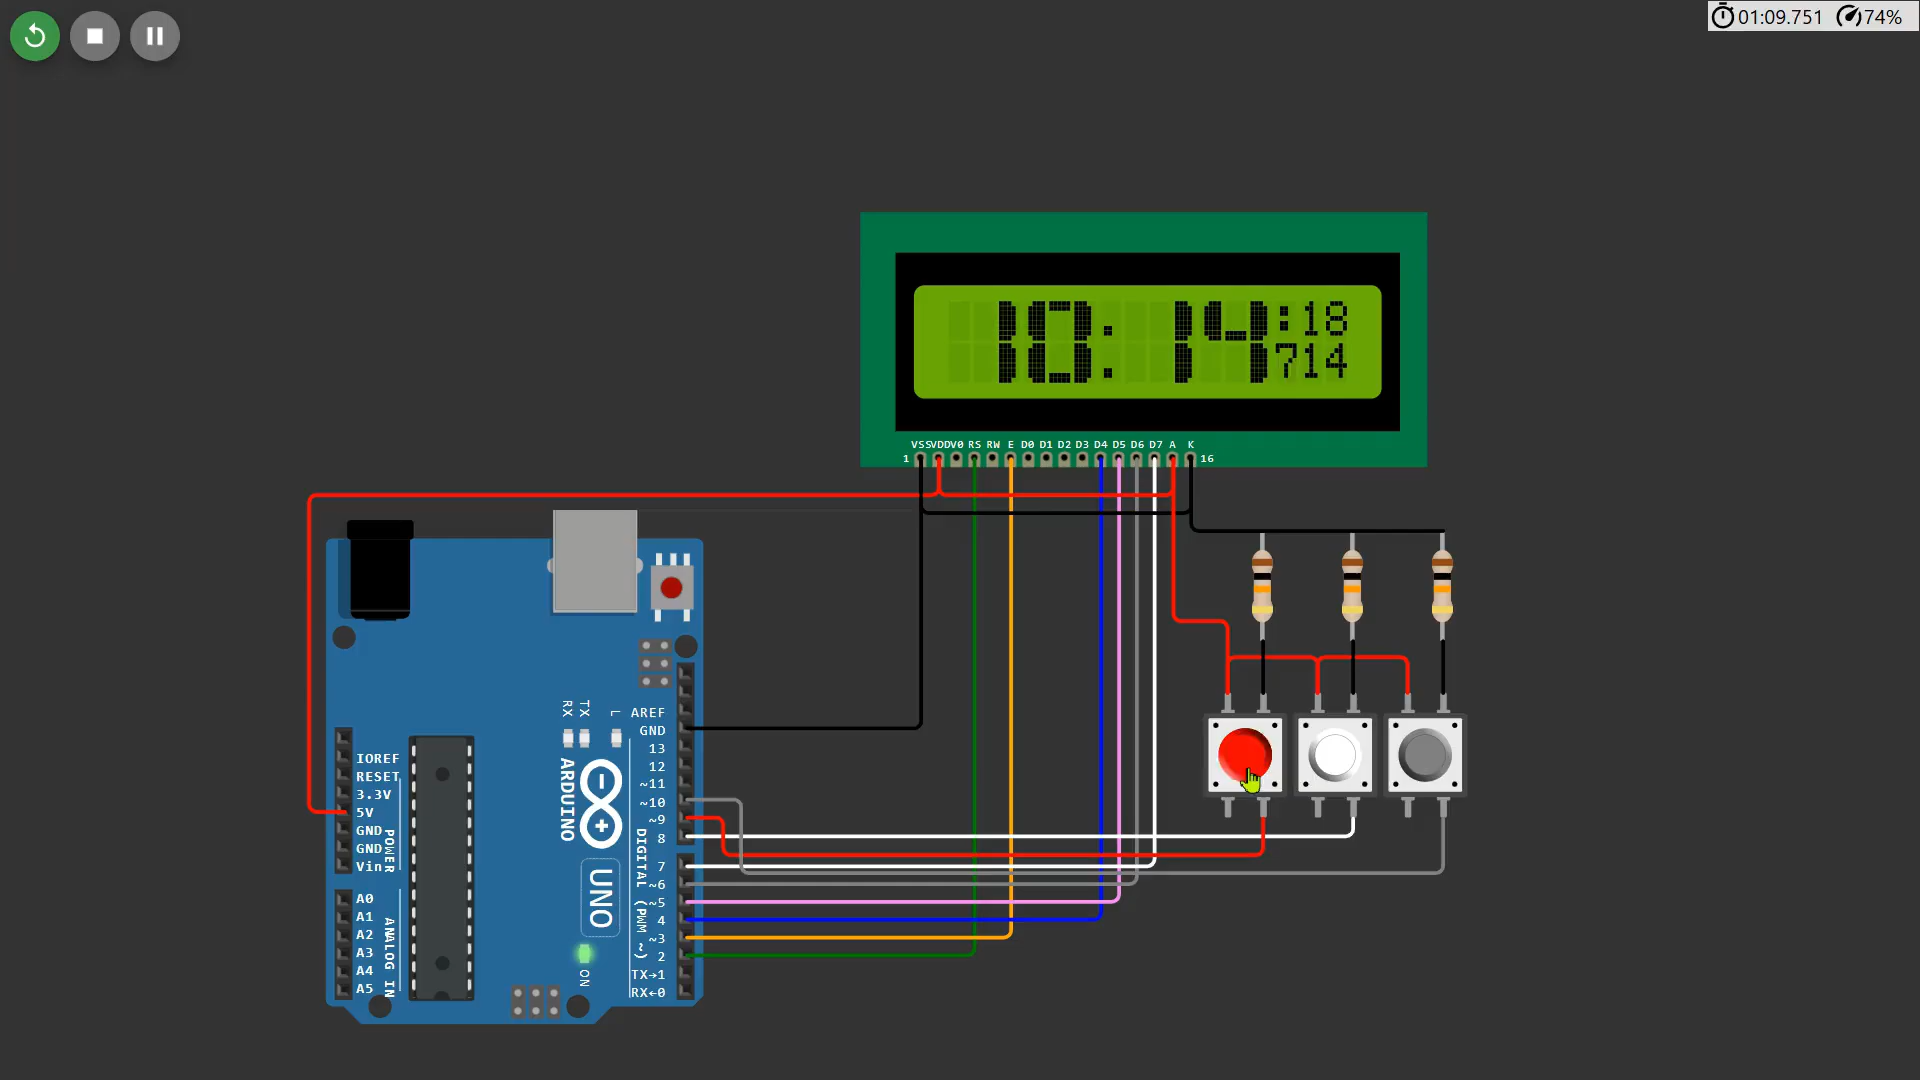 01:09.751 74%
10:14:18
714
VSS VDD V0 RS RW E D0 D1 D2 D3 D4 D5 D6 D7 A K
1 16
RX TX L
AREF
GND
13
12
~11
~10
~9
8
7
~6
~5
4
~3
2
TX→1
RX←0
DIGITAL (PWM ~)
ARDUINO
UNO
ON
IOREF
RESET
3.3V
5V
GND
GND
Vin
POWER
A0
A1
A2
A3
A4
A5
ANALOG IN